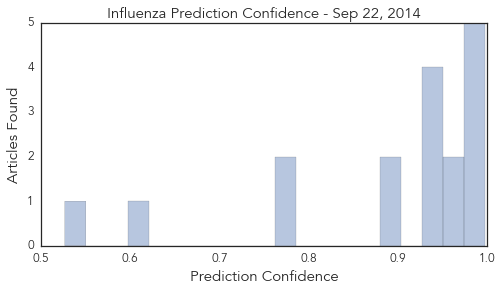 Influenza Prediction Confidence - Sep 22, 2014
Articles Found
5
4
3
2
1
0
0.5 0.6 0.7 0.8 0.9 1.0
Prediction Confidence